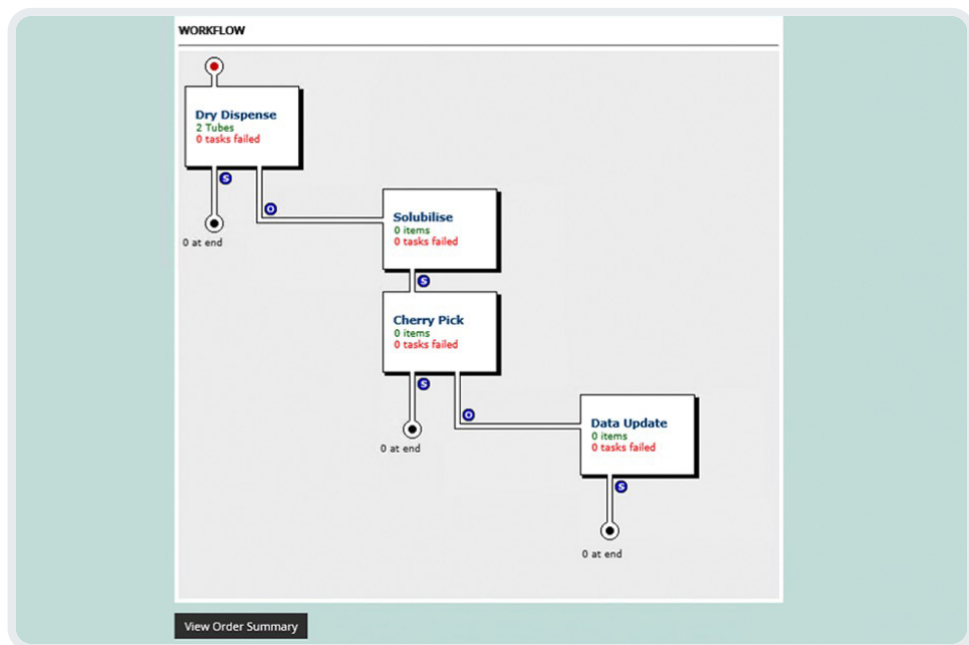 WORKFLOW
Dry Dispense
2 Tubes
0 tasks failed
S
O
0 at end
Solubilise
0 items
0 tasks failed
S
Cherry Pick
0 items
0 tasks failed
S
O
0 at end
Data Update
0 items
0 tasks failed
S
0 at end
View Order Summary